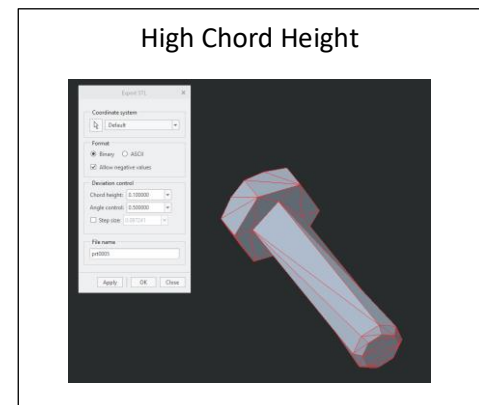 High Chord Height
Export STL
Coordinate system
Default
Format
Binary ASCII
Allow negative values
Deviation control
Chord height: 0.100000
Angle control: 0.500000
Step size:
File name
prt0001
Apply OK Close